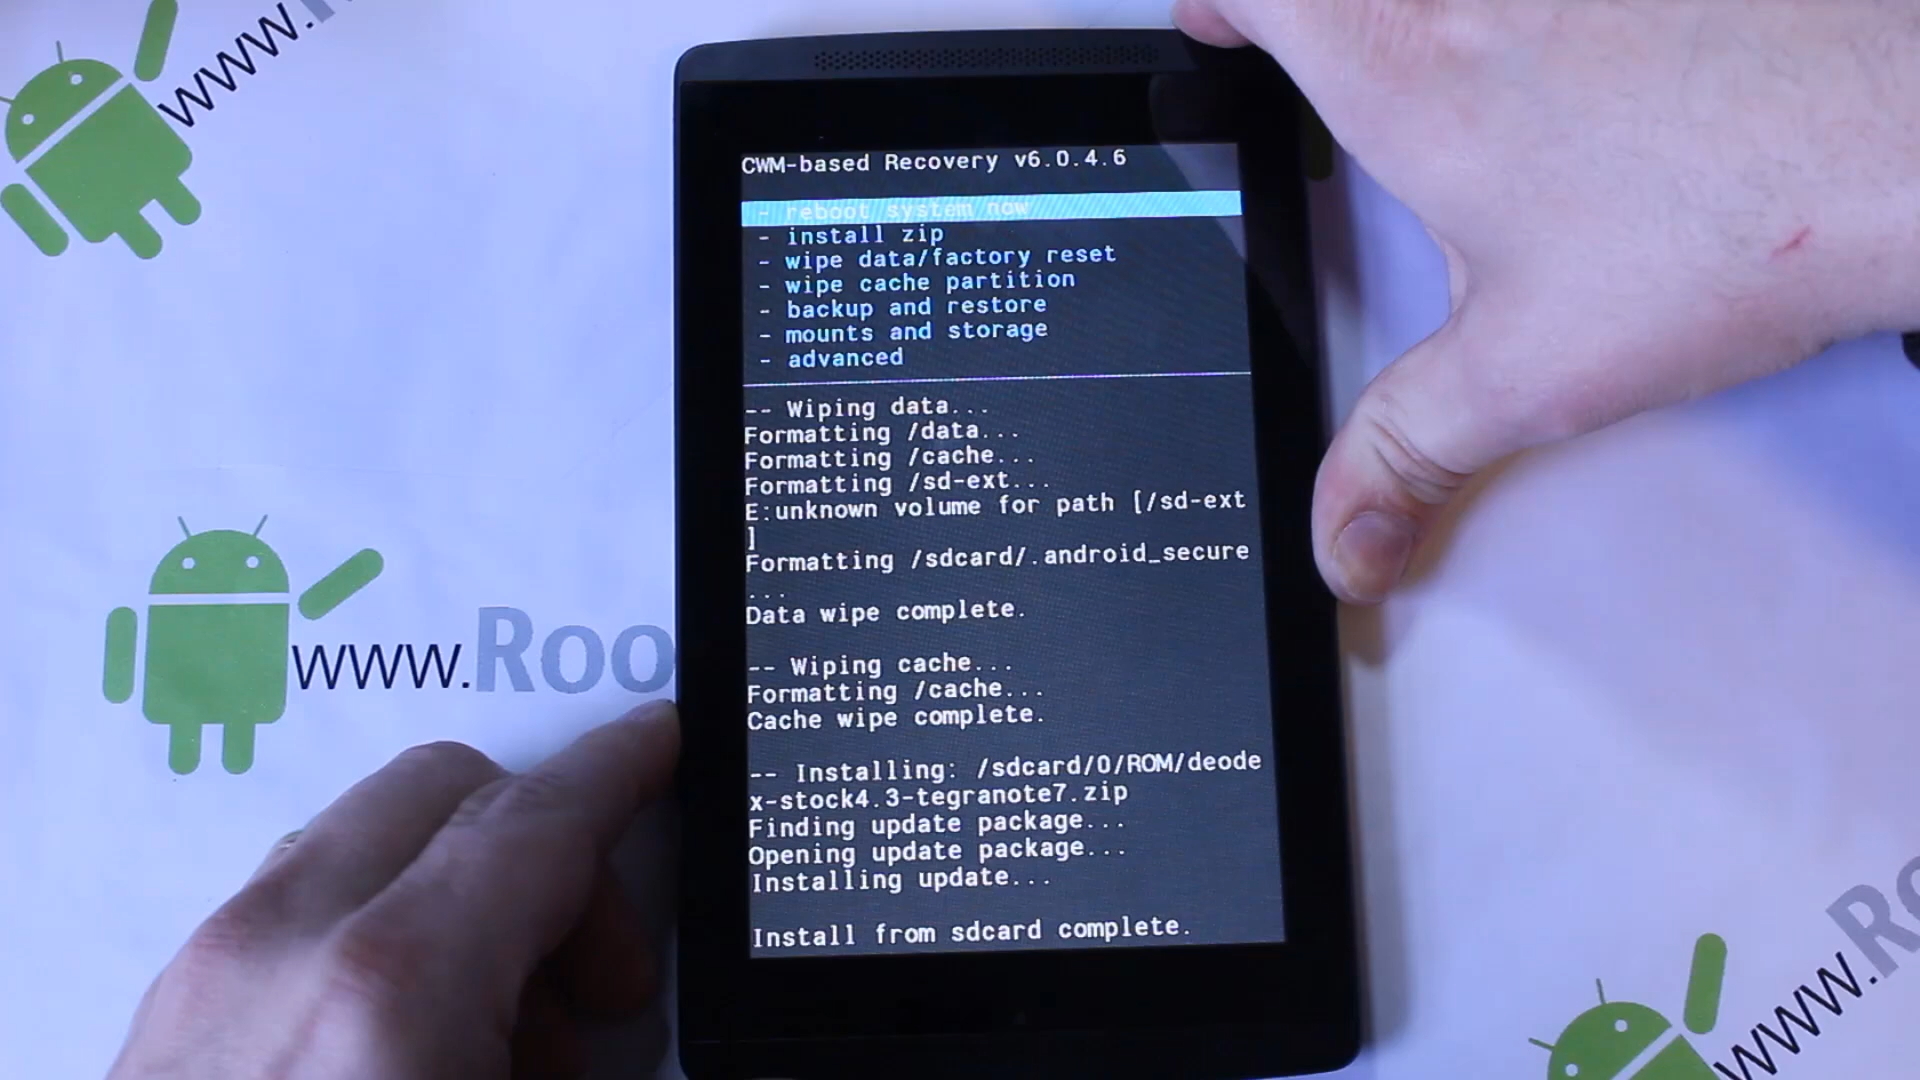 www.
CWM-based Recovery v6.0.4.6
- reboot system now
- install zip
- wipe data/factory reset
- wipe cache partition
- backup and restore
- mounts and storage
- advanced
-- Wiping data...
Formatting /data...
Formatting /cache...
Formatting /sd-ext...
E:unknown volume for path [/sd-ext
]
Formatting /sdcard/.android_secure
...
Data wipe complete.
-- Wiping cache...
Formatting /cache...
Cache wipe complete.
-- Installing: /sdcard/0/ROM/deode
x-stock4.3-tegranote7.zip
Finding update package...
Opening update package...
Installing update...
Install from sdcard complete.
www.Roo
www.Ro